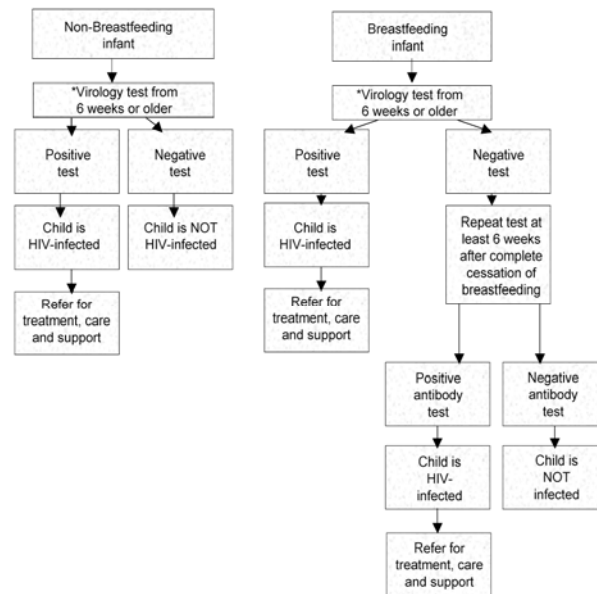 Non-Breastfeeding
infant
*Virology test from
6 weeks or older
Positive
test
Negative
test
Child is
HIV-infected
Child is NOT
HIV-infected
Refer for
treatment, care
and support
Breastfeeding
infant
*Virology test from
6 weeks or older
Positive
test
Negative
test
Child is
HIV-infected
Repeat test at
least 6 weeks
after complete
cessation of
breastfeeding
Refer for
treatment, care
and support
Positive
antibody
test
Negative
antibody
test
Child is
HIV-
infected
Child is
NOT
infected
Refer for
treatment, care
and support